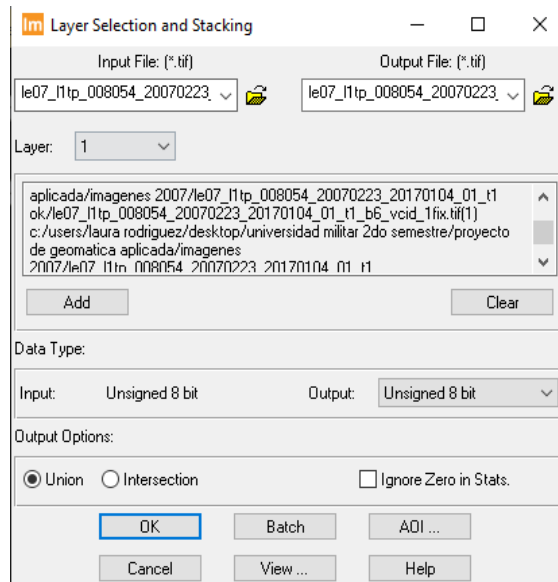 Im Layer Selection and Stacking
Input File: (*.tif) Output File: (*.tif)
le07_l1tp_008054_20070223_ le07_l1tp_008054_20070223_
Layer: 1
aplicada/imagenes 2007/le07_l1tp_008054_20070223_20170104_01_t1
ok/le07_l1tp_008054_20070223_20170104_01_t1_b6_vcid_1fix.tif(1)
c:/users/laura rodriguez/desktop/universidad militar 2do semestre/proyecto
de geomatica aplicada/imagenes
2007/le07_l1tp_008054_20070223_20170104_01_t1
Add Clear
Data Type:
Input: Unsigned 8 bit Output: Unsigned 8 bit
Output Options:
Union Intersection Ignore Zero in Stats.
OK Batch AOI ...
Cancel View ... Help